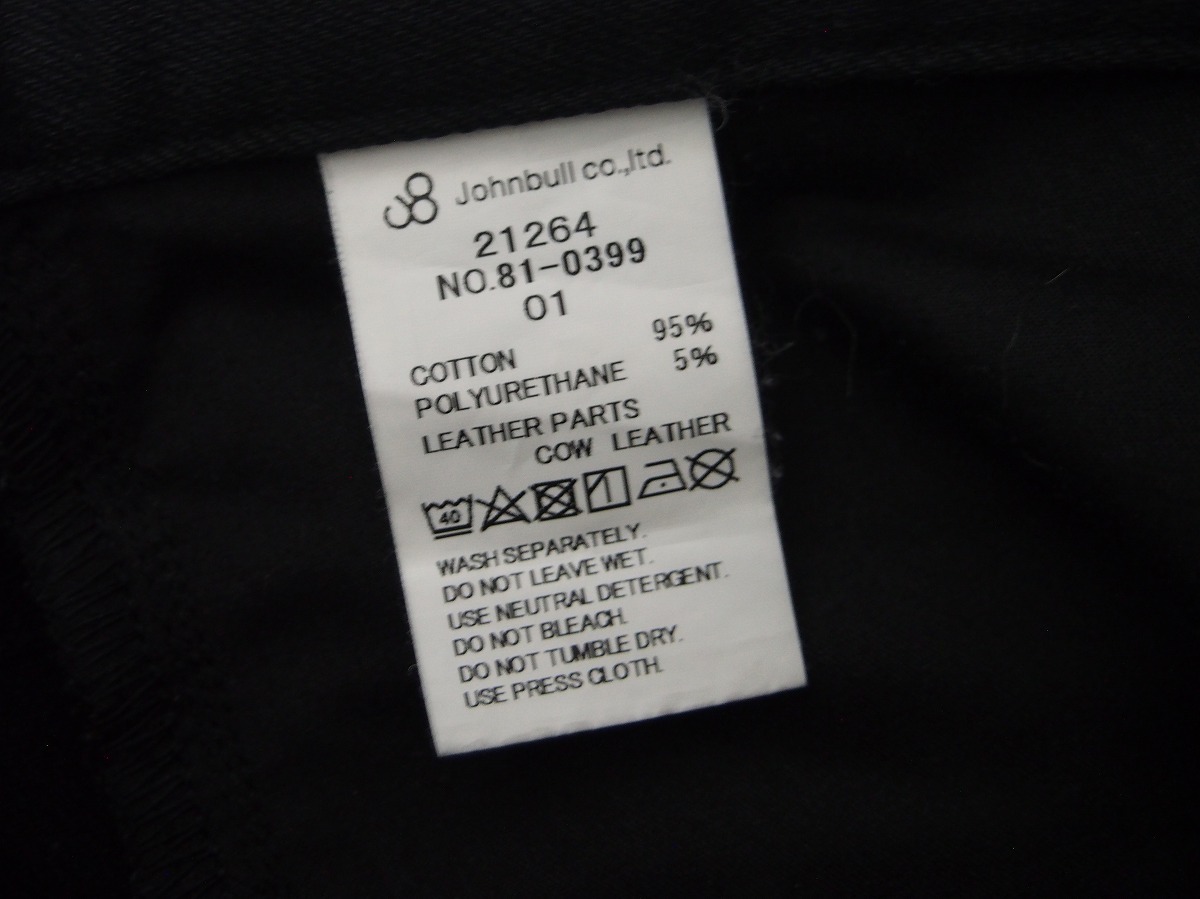 Johnbull co.,ltd.
21264
NO.81-0399
01
COTTON 95%
POLYURETHANE 5%
LEATHER PARTS
COW LEATHER
40
WASH SEPARATELY.
DO NOT LEAVE WET.
USE NEUTRAL DETERGENT.
DO NOT BLEACH.
DO NOT TUMBLE DRY.
USE PRESS CLOTH.